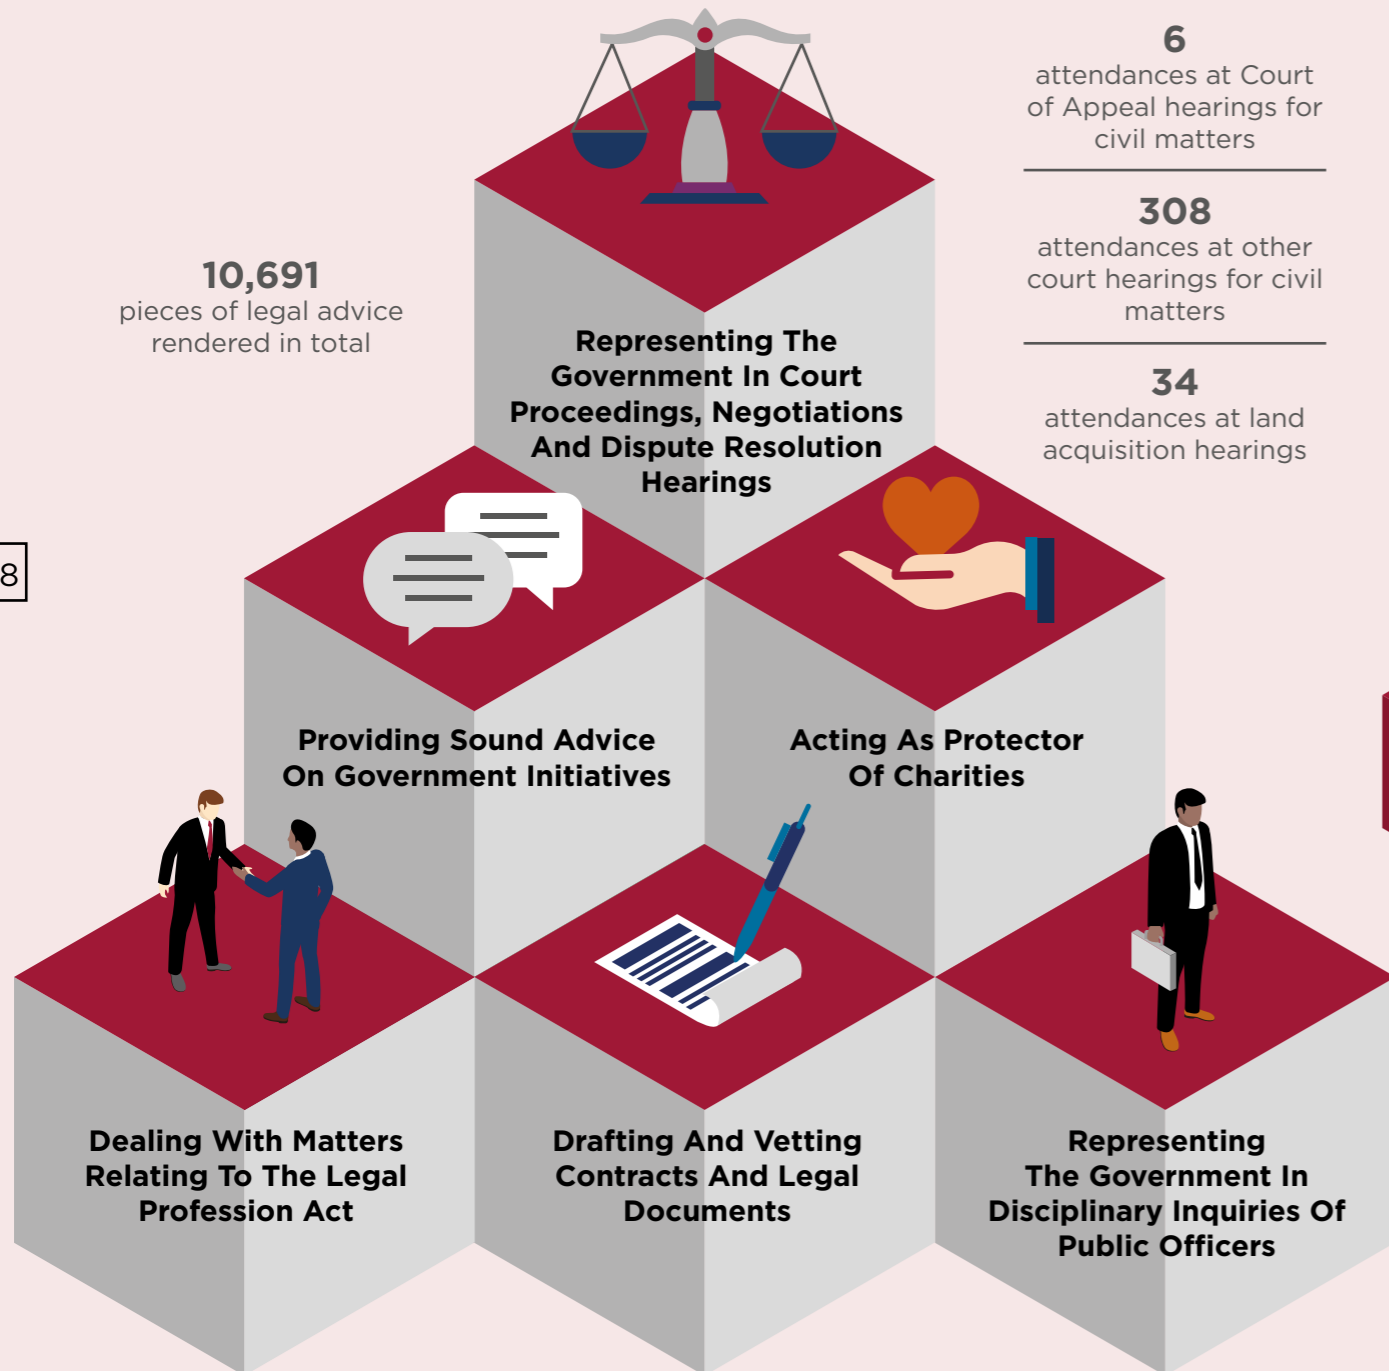 6
attendances at Court
of Appeal hearings for
civil matters
308
attendances at other
court hearings for civil
matters
34
attendances at land
acquisition hearings
10,691
pieces of legal advice
rendered in total
Representing The
Government In Court
Proceedings, Negotiations
And Dispute Resolution
Hearings
8
Providing Sound Advice
On Government Initiatives
Acting As Protector
Of Charities
Dealing With Matters
Relating To The Legal
Profession Act
Drafting And Vetting
Contracts And Legal
Documents
Representing
The Government In
Disciplinary Inquiries Of
Public Officers